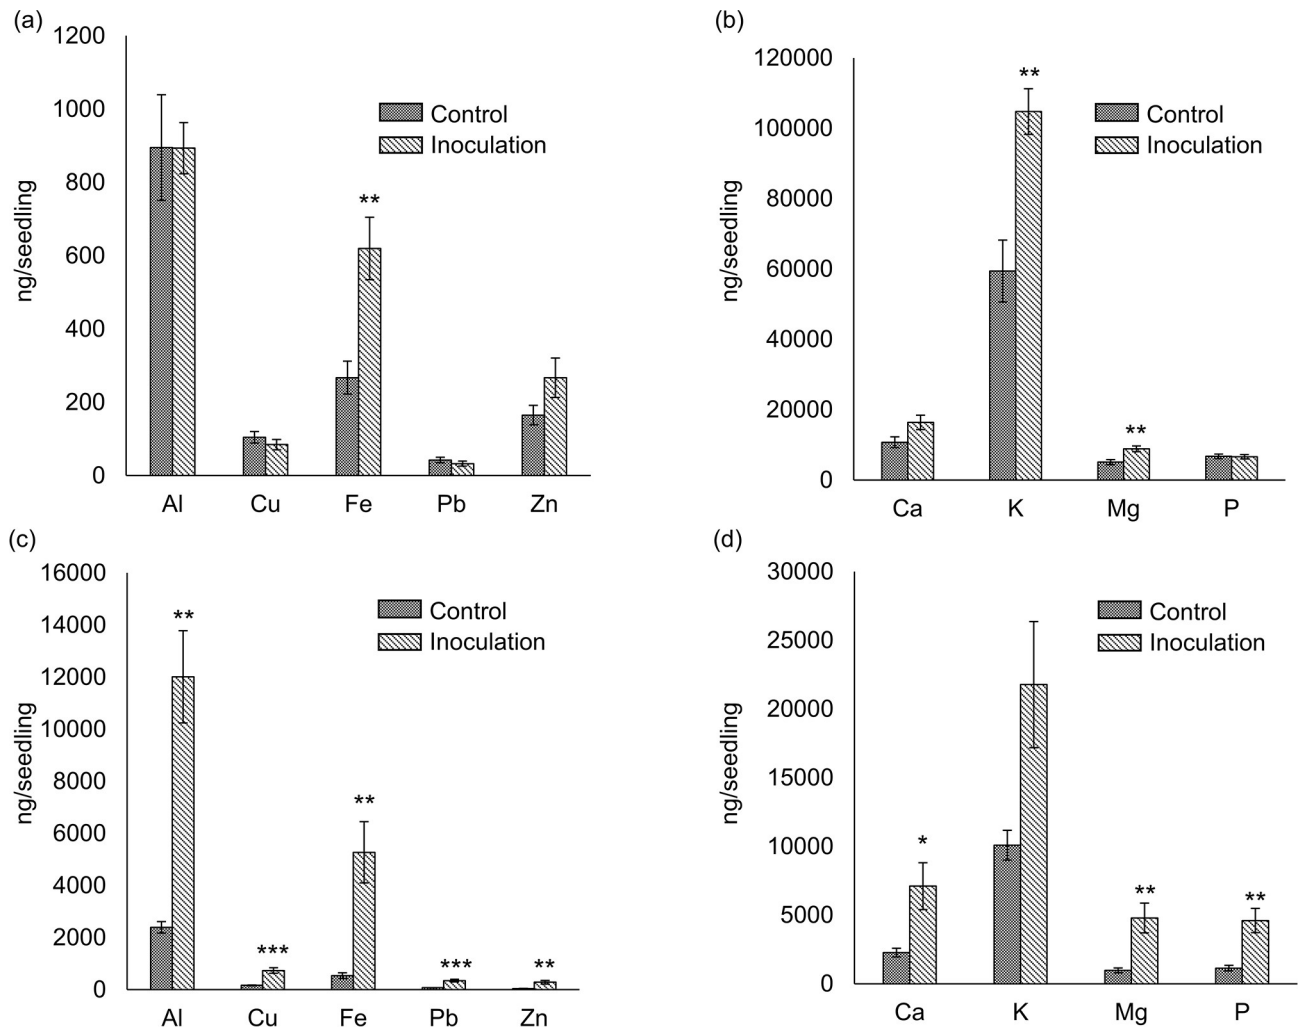 (a)
1200
1000
800
600
400
200
0
ng/seedling
Control
Inoculation
**
Al Cu Fe Pb Zn
(b)
120000
100000
80000
60000
40000
20000
0
ng/seedling
Control
Inoculation
**
**
Ca K Mg P
(c)
16000
14000
12000
10000
8000
6000
4000
2000
0
ng/seedling
Control
Inoculation
**
***
**
***
**
Al Cu Fe Pb Zn
(d)
30000
25000
20000
15000
10000
5000
0
ng/seedling
Control
Inoculation
*
**
**
Ca K Mg P